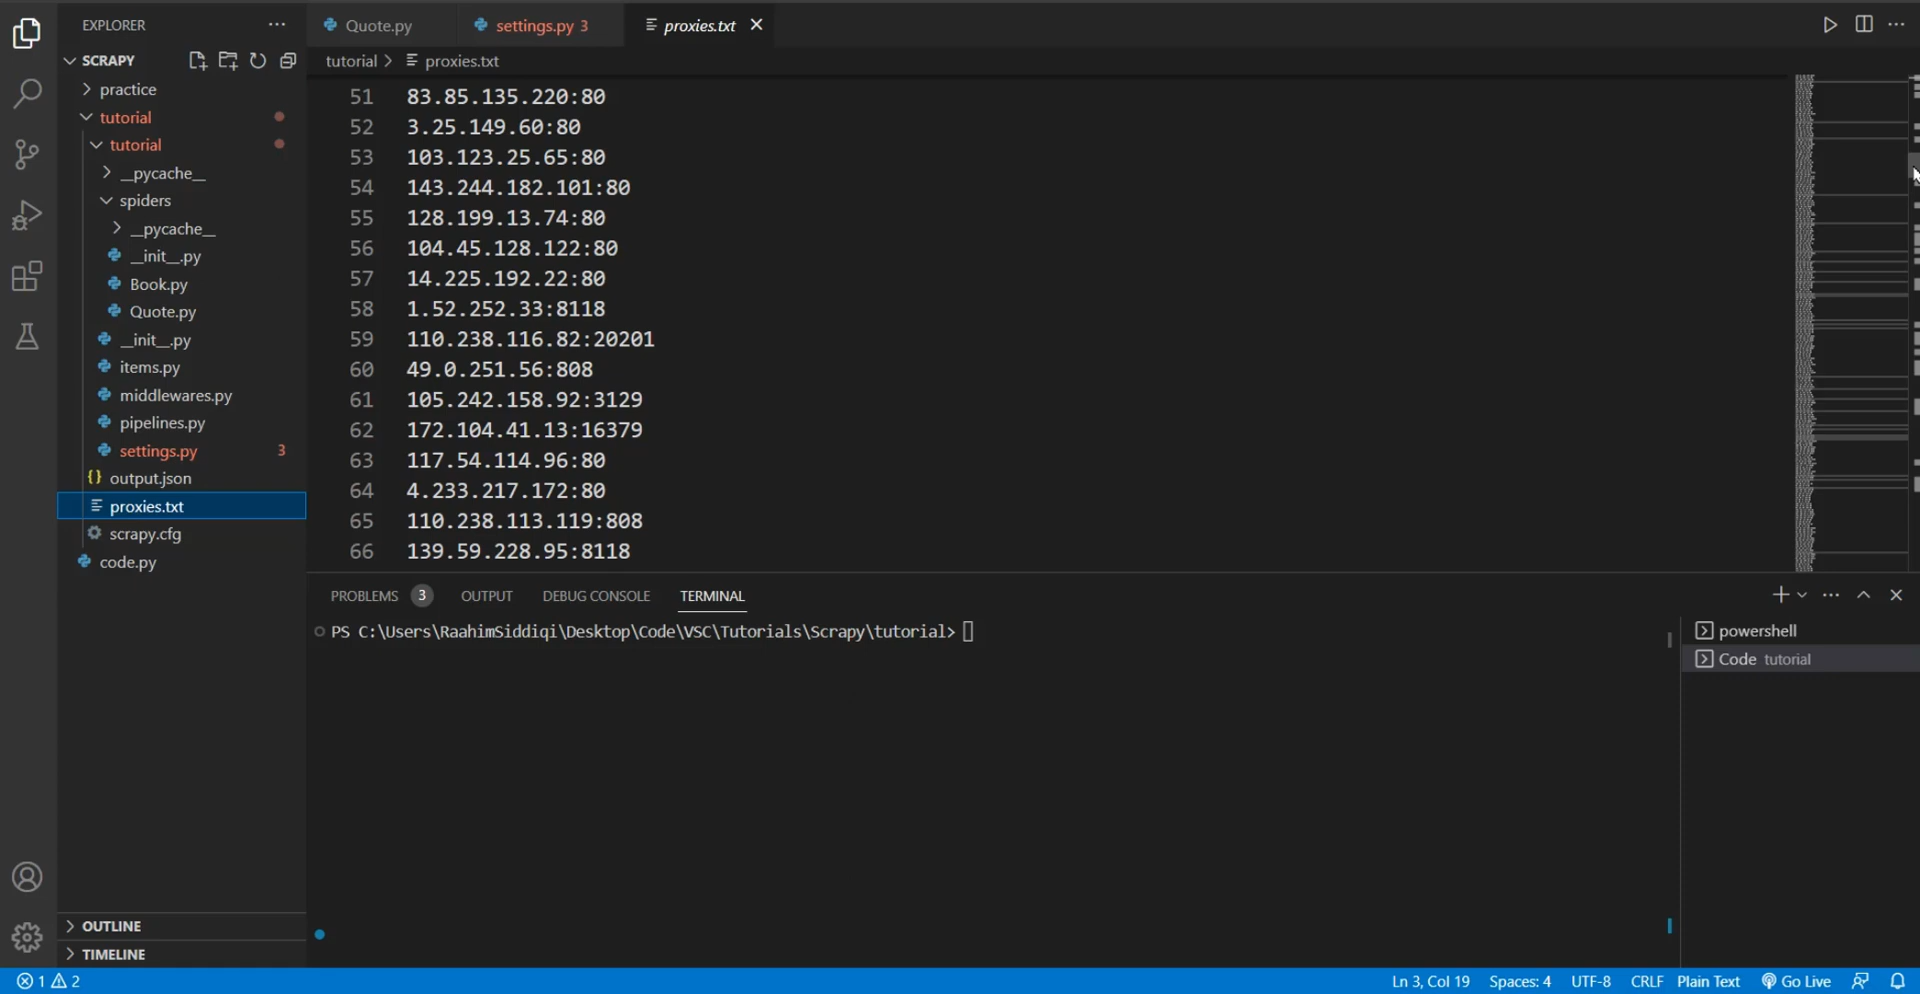 EXPLORER
SCRAPY
practice
tutorial
tutorial
__pycache__
spiders
__pycache__
__init__.py
Book.py
Quote.py
__init__.py
items.py
middlewares.py
pipelines.py
settings.py 3
{} output.json
proxies.txt
scrapy.cfg
code.py
OUTLINE
TIMELINE
Quote.py settings.py 3 proxies.txt
tutorial > proxies.txt
51 83.85.135.220:80
52 3.25.149.60:80
53 103.123.25.65:80
54 143.244.182.101:80
55 128.199.13.74:80
56 104.45.128.122:80
57 14.225.192.22:80
58 1.52.252.33:8118
59 110.238.116.82:20201
60 49.0.251.56:808
61 105.242.158.92:3129
62 172.104.41.13:16379
63 117.54.114.96:80
64 4.233.217.172:80
65 110.238.113.119:808
66 139.59.228.95:8118
PROBLEMS 3 OUTPUT DEBUG CONSOLE TERMINAL
PS C:\Users\RaahimSiddiqi\Desktop\Code\VSC\Tutorials\Scrapy\tutorial>
powershell
Code tutorial
1 2 Ln 3, Col 19 Spaces: 4 UTF-8 CRLF Plain Text Go Live